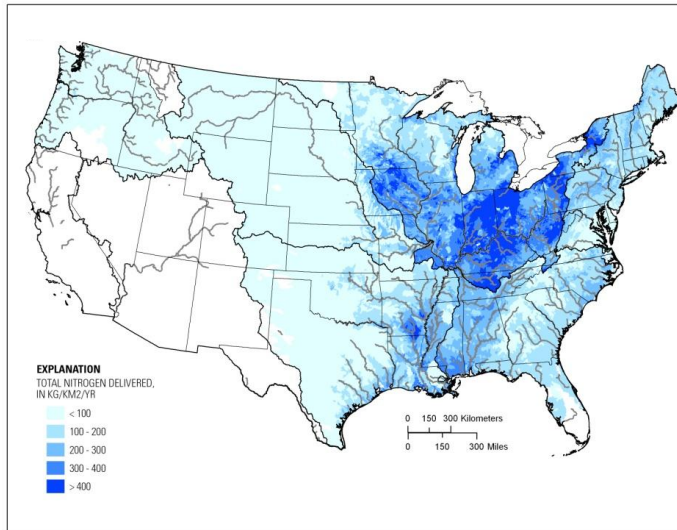 EXPLANATION
TOTAL NITROGEN DELIVERED,
IN KG/KM2/YR
< 100
100 - 200
200 - 300
300 - 400
> 400
0 150 300 Kilometers
0 150 300 Miles